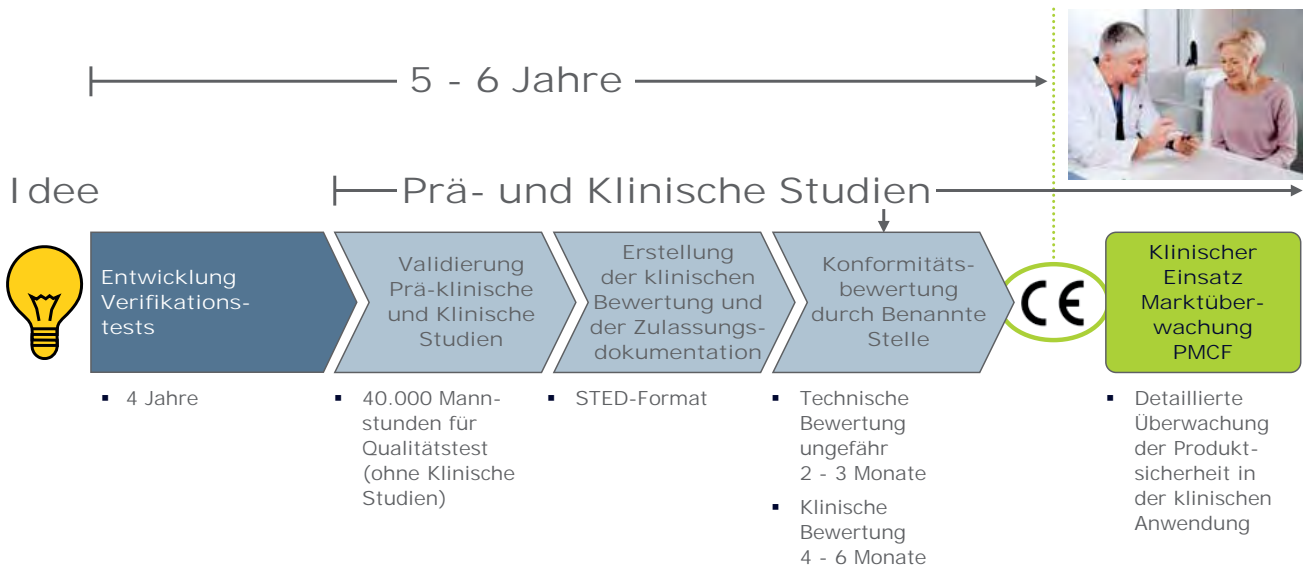 5 - 6 Jahre
Idee
Prä- und Klinische Studien
Entwicklung
Verifikations-
tests
Validierung
Prä-klinische
und Klinische
Studien
Erstellung
der klinischen
Bewertung und
der Zulassungs-
dokumentation
Konformitäts-
bewertung
durch Benannte
Stelle
CE
Klinischer
Einsatz
Marktüber-
wachung
PMCF
▪ 4 Jahre
▪ 40.000 Mann-
stunden für
Qualitätstest
(ohne Klinische
Studien)
▪ STED-Format
▪ Technische
Bewertung
ungefähr
2 - 3 Monate
▪ Klinische
Bewertung
4 - 6 Monate
▪ Detaillierte
Überwachung
der Produkt-
sicherheit in
der klinischen
Anwendung